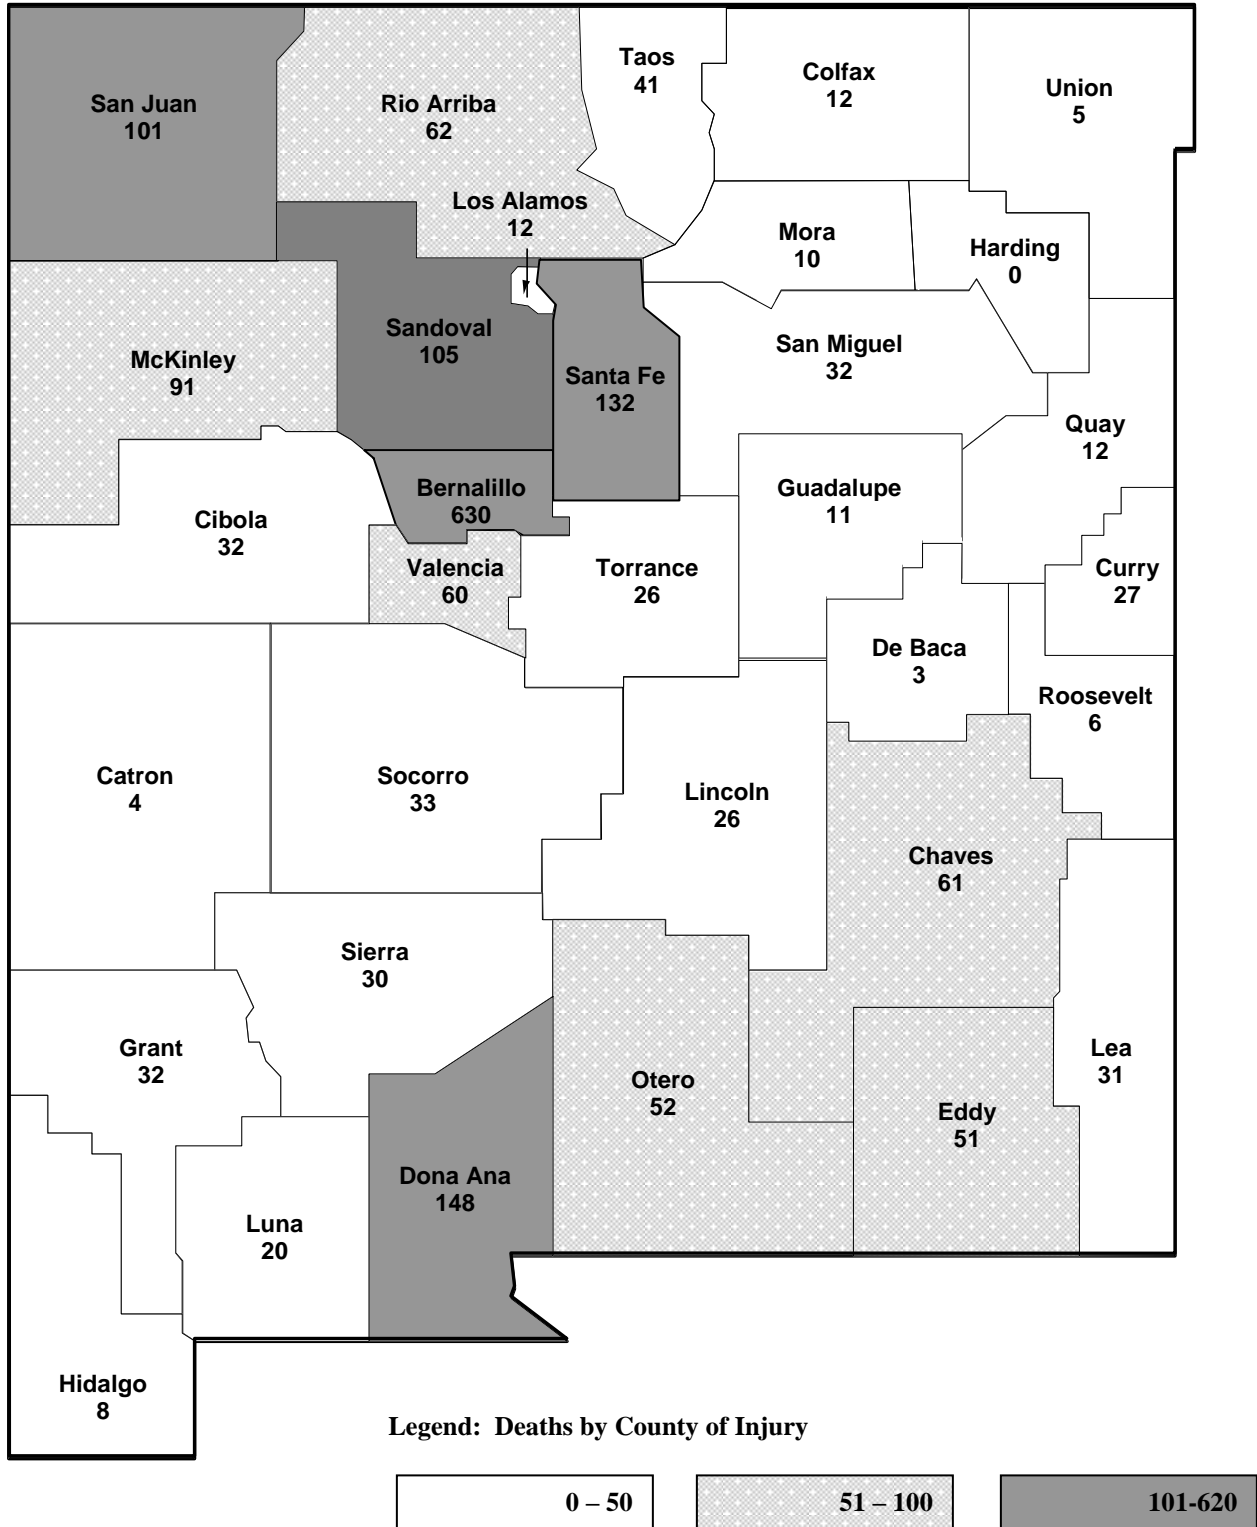 Taos
41
Colfax
12
Union
5
San Juan
101
Rio Arriba
62
Los Alamos
12
Mora
10
Harding
0
Sandoval
105
San Miguel
32
McKinley
91
Santa Fe
132
Quay
12
Bernalillo
630
Guadalupe
11
Cibola
32
Valencia
60
Torrance
26
Curry
27
De Baca
3
Roosevelt
6
Catron
4
Socorro
33
Lincoln
26
Chaves
61
Sierra
30
Grant
32
Otero
52
Lea
31
Eddy
51
Dona Ana
148
Luna
20
Hidalgo
8
Legend: Deaths by County of Injury
0 – 50
51 – 100
101-620